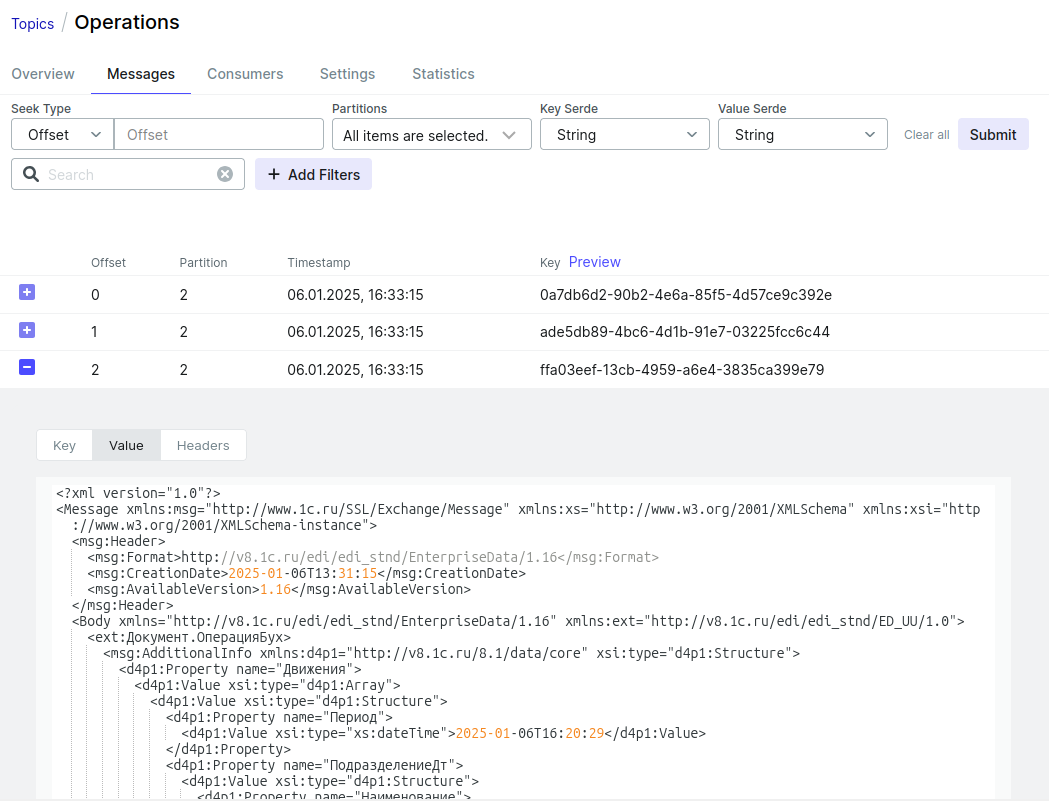 Topics / Operations
Overview Messages Consumers Settings Statistics
Seek Type Partitions Key Serde Value Serde
Offset Offset All items are selected. String String Clear all Submit
Search + Add Filters
Offset Partition Timestamp Key Preview
0 2 06.01.2025, 16:33:15 0a7db6d2-90b2-4e6a-85f5-4d57ce9c392e
1 2 06.01.2025, 16:33:15 ade5db89-4bc6-4d1b-91e7-03225fcc6c44
2 2 06.01.2025, 16:33:15 ffa03eef-13cb-4959-a6e4-3835ca399e79
Key Value Headers
<?xml version="1.0"?>
<Message xmlns:msg="http://www.1c.ru/SSL/Exchange/Message" xmlns:xs="http://www.w3.org/2001/XMLSchema" xmlns:xsi="http
://www.w3.org/2001/XMLSchema-instance">
<msg:Header>
<msg:Format>http://v8.1c.ru/edi/edi_stnd/EnterpriseData/1.16</msg:Format>
<msg:CreationDate>2025-01-06T13:31:15</msg:CreationDate>
<msg:AvailableVersion>1.16</msg:AvailableVersion>
</msg:Header>
<Body xmlns="http://v8.1c.ru/edi/edi_stnd/EnterpriseData/1.16" xmlns:ext="http://v8.1c.ru/edi/edi_stnd/ED_UU/1.0">
<ext:Документ.ОперацияБух>
<msg:AdditionalInfo xmlns:d4p1="http://v8.1c.ru/8.1/data/core" xsi:type="d4p1:Structure">
<d4p1:Property name="Движения">
<d4p1:Value xsi:type="d4p1:Array">
<d4p1:Value xsi:type="d4p1:Structure">
<d4p1:Property name="Период">
<d4p1:Value xsi:type="xs:dateTime">2025-01-06T16:20:29</d4p1:Value>
</d4p1:Property>
<d4p1:Property name="ПодразделениеДт">
<d4p1:Value xsi:type="d4p1:Structure">
<d4p1:Property name="Наименование">